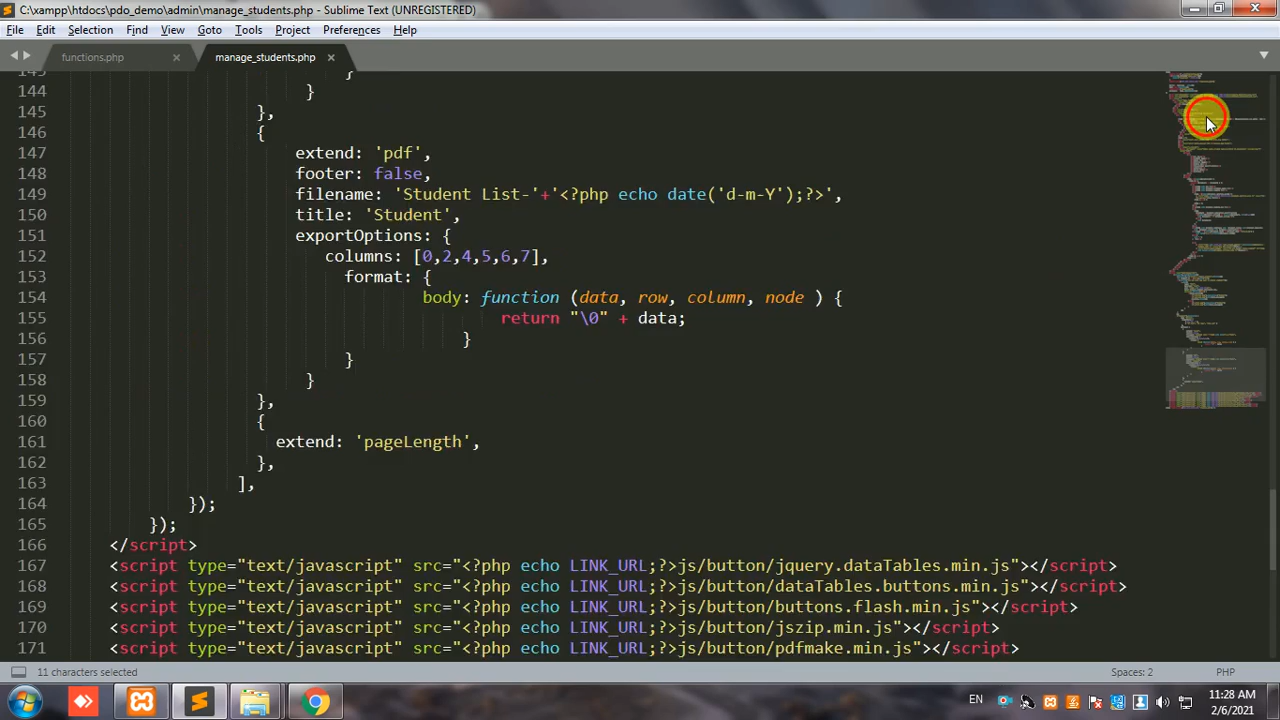 C:\xampp\htdocs\pdo_demo\admin\manage_students.php - Sublime Text (UNREGISTERED)
File Edit Selection Find View Goto Tools Project Preferences Help
functions.php manage_students.php
143 }
144 }
145 },
146 {
147 extend: 'pdf',
148 footer: false,
149 filename: 'Student List-'+'<?php echo date('d-m-Y');?>',
150 title: 'Student',
151 exportOptions: {
152 columns: [0,2,4,5,6,7],
153 format: {
154 body: function (data, row, column, node ) {
155 return "\0" + data;
156 }
157 }
158 }
159 },
160 {
161 extend: 'pageLength',
162 },
163 ],
164 });
165 });
166 </script>
167 <script type="text/javascript" src="<?php echo LINK_URL;?>js/button/jquery.dataTables.min.js"></script>
168 <script type="text/javascript" src="<?php echo LINK_URL;?>js/button/dataTables.buttons.min.js"></script>
169 <script type="text/javascript" src="<?php echo LINK_URL;?>js/button/buttons.flash.min.js"></script>
170 <script type="text/javascript" src="<?php echo LINK_URL;?>js/button/jszip.min.js"></script>
171 <script type="text/javascript" src="<?php echo LINK_URL;?>js/button/pdfmake.min.js"></script>
11 characters selected Spaces: 2 PHP
EN 11:28 AM
2/6/2021